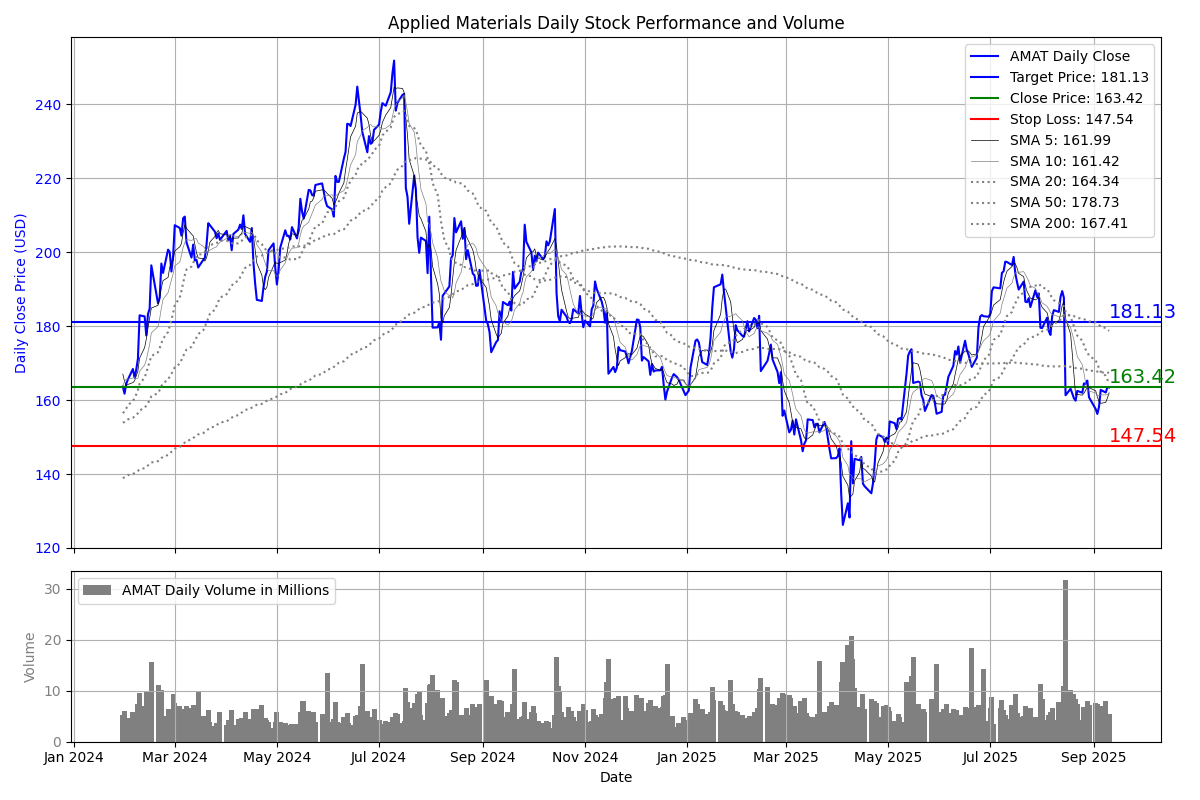 Applied Materials Daily Stock Performance and Volume
AMAT Daily Close
Target Price: 181.13
Close Price: 163.42
Stop Loss: 147.54
SMA 5: 161.99
SMA 10: 161.42
SMA 20: 164.34
SMA 50: 178.73
SMA 200: 167.41
240
220
200
180
160
140
120
Daily Close Price (USD)
181.13
163.42
147.54
AMAT Daily Volume in Millions
30
20
10
0
Volume
Jan 2024 Mar 2024 May 2024 Jul 2024 Sep 2024 Nov 2024 Jan 2025 Mar 2025 May 2025 Jul 2025 Sep 2025
Date